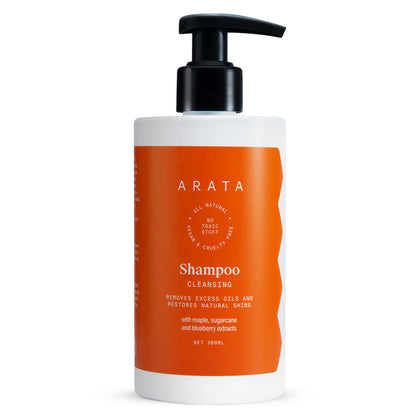 ARATA
ALL NATURAL
VEGAN & CRUELTY FREE
NO
TOXIC
STUFF
Shampoo
CLEANSING
REMOVES EXCESS OILS AND
RESTORES NATURAL SHINE
with maple, sugarcane
and blueberry extracts
NET 300ML